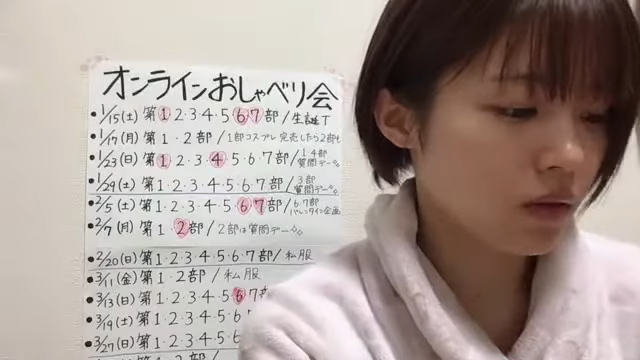 オンラインおしゃべり会
・1/15(土) 第1・2・3・4・5・6・7部/生誕T
・1/17(月) 第1・2部/1部コスプレ 完売したら2部も
・1/23(日) 第1・2・3・4・5・6・7部/1.4部 質問デー
・1/29(土) 第1・2・3・4・5・6・7部/3部 質問デー
・2/5(土) 第1・2・3・4・5・6・7部/6.7部 バレンタイン企画
・2/7(月) 第1・2部/2部は質問デー
・2/20(日) 第1・2・3・4・5・6・7部/私服
・3/11(金) 第1・2部/私服
・3/13(日) 第1・2・3・4・5・6・7部
・3/19(土) 第1・2・3・4・5・6
・3/27(日) 第1・2・3・4・5・6